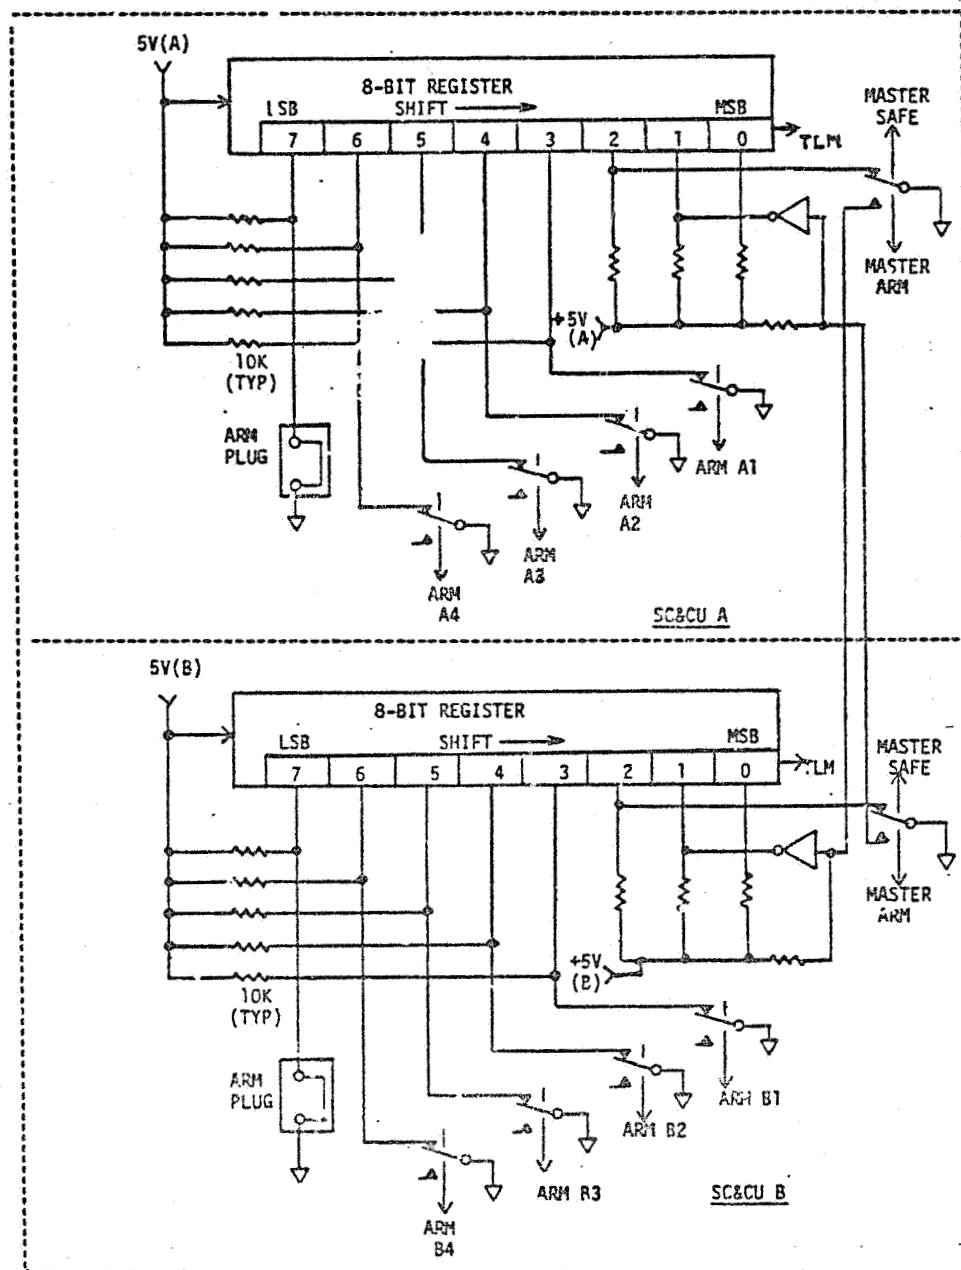 5V(A)
8-BIT REGISTER
LSB SHIFT MSB
7 6 5 4 3 2 1 0
TLM
MASTER
SAFE
MASTER
ARM
+5V
(A)
10K
(TYP)
ARM
PLUG
ARM A1
ARM
A2
ARM
A3
ARM
A4
SC&CU A
5V(B)
8-BIT REGISTER
LSB SHIFT MSB
7 6 5 4 3 2 1 0
TLM
MASTER
SAFE
MASTER
ARM
+5V
(B)
10K
(TYP)
ARM
PLUG
ARM B1
ARM B2
ARM B3
ARM
B4
SC&CU B